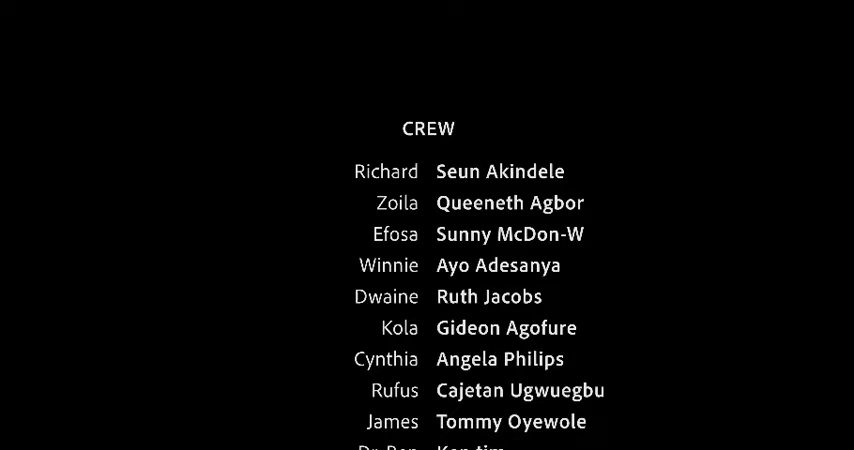 CREW
Richard Seun Akindele
Zoila Queeneth Agbor
Efosa Sunny McDon-W
Winnie Ayo Adesanya
Dwaine Ruth Jacobs
Kola Gideon Agofure
Cynthia Angela Philips
Rufus Cajetan Ugwuegbu
James Tommy Oyewole